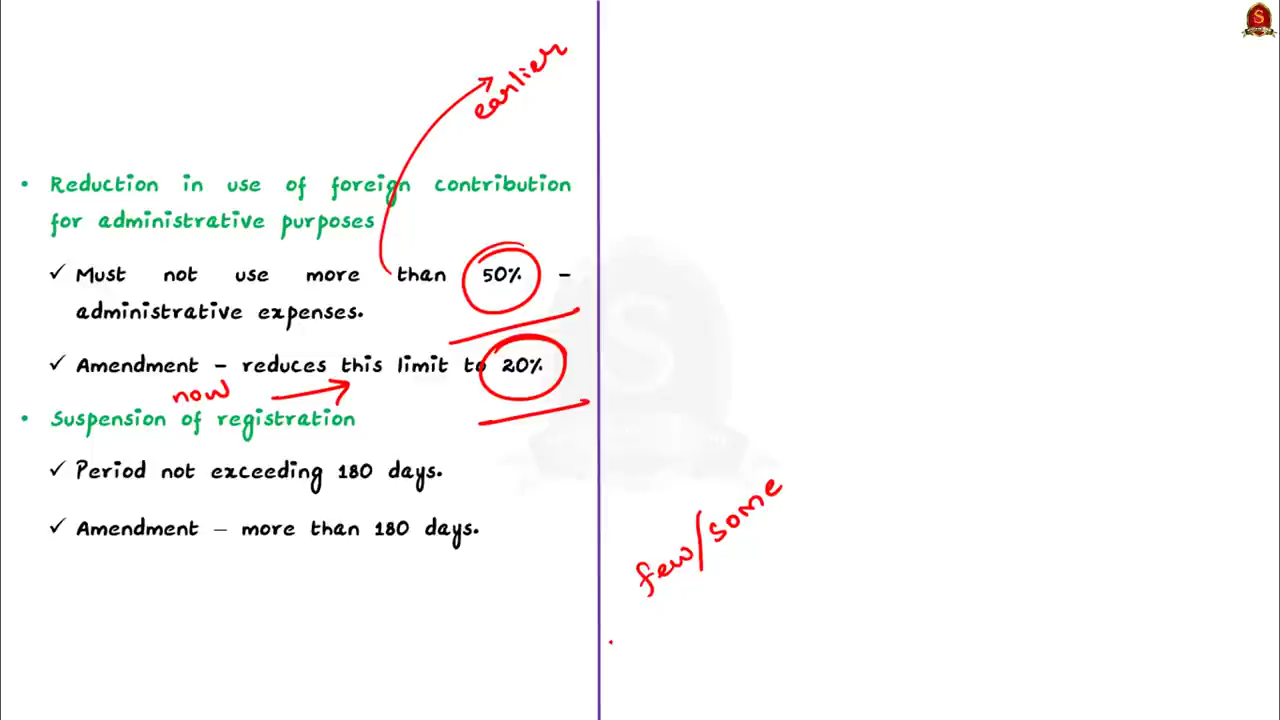 earlier
• Reduction in use of foreign contribution
for administrative purposes
✓ Must not use more than 50% –
administrative expenses.
✓ Amendment – reduces this limit to 20%
now
• Suspension of registration
✓ Period not exceeding 180 days.
✓ Amendment – more than 180 days.
few/some
S
S